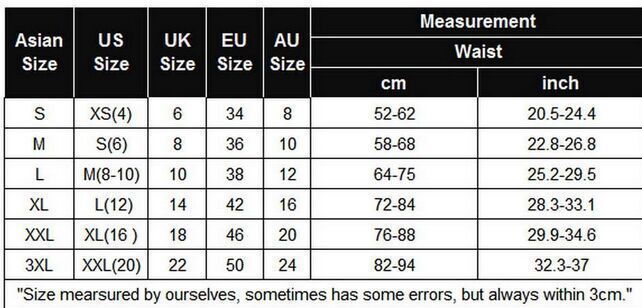 Asian Size US Size UK Size EU Size AU Size Measurement
Waist
cm inch
S XS(4) 6 34 8 52-62 20.5-24.4
M S(6) 8 36 10 58-68 22.8-26.8
L M(8-10) 10 38 12 64-75 25.2-29.5
XL L(12) 14 42 16 72-84 28.3-33.1
XXL XL(16 ) 18 46 20 76-88 29.9-34.6
3XL XXL(20) 22 50 24 82-94 32.3-37
"Size mearsured by ourselves, sometimes has some errors, but always within 3cm."